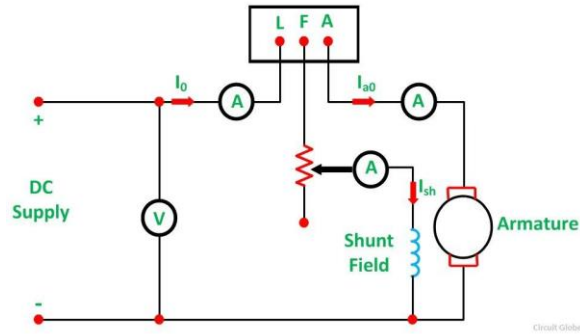 L F A
I0
A
Ia0
A
+
A
Ish
DC
Supply
V
Shunt
Field
Armature
-
Circuit Globe